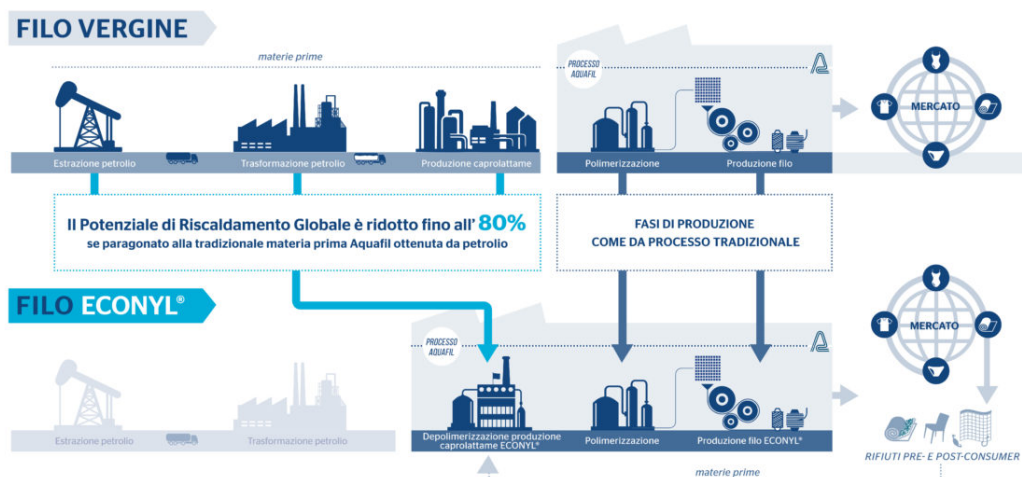 FILO VERGINE
materie prime
PROCESSO
AQUAFIL
MERCATO
Estrazione petrolio
Trasformazione petrolio
Produzione caprolattame
Polimerizzazione
Produzione filo
Il Potenziale di Riscaldamento Globale è ridotto fino all' 80%
se paragonato alla tradizionale materia prima Aquafil ottenuta da petrolio
FASI DI PRODUZIONE
COME DA PROCESSO TRADIZIONALE
FILO ECONYL®
PROCESSO
AQUAFIL
MERCATO
Estrazione petrolio
Trasformazione petrolio
Depolimerizzazione produzione
caprolattame ECONYL®
Polimerizzazione
Produzione filo ECONYL®
RIFIUTI PRE- E POST-CONSUMER
materie prime